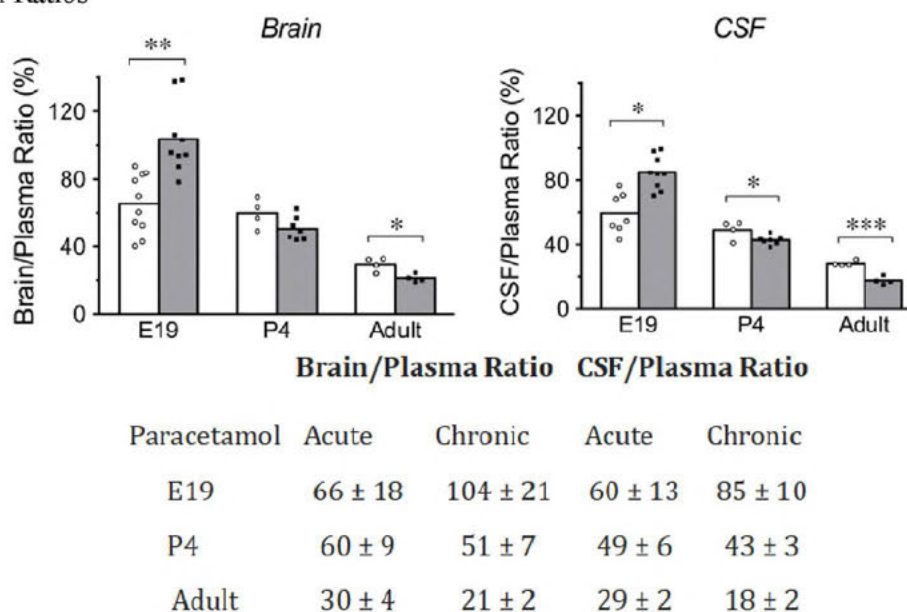 Ratios
Brain
CSF
Brain/Plasma Ratio (%)
120
80
40
0
**
*
E19
P4
Adult
CSF/Plasma Ratio (%)
120
80
40
0
*
*
***
E19
P4
Adult
Brain/Plasma Ratio CSF/Plasma Ratio
Paracetamol Acute Chronic Acute Chronic
E19 66 ± 18 104 ± 21 60 ± 13 85 ± 10
P4 60 ± 9 51 ± 7 49 ± 6 43 ± 3
Adult 30 ± 4 21 ± 2 29 ± 2 18 ± 2